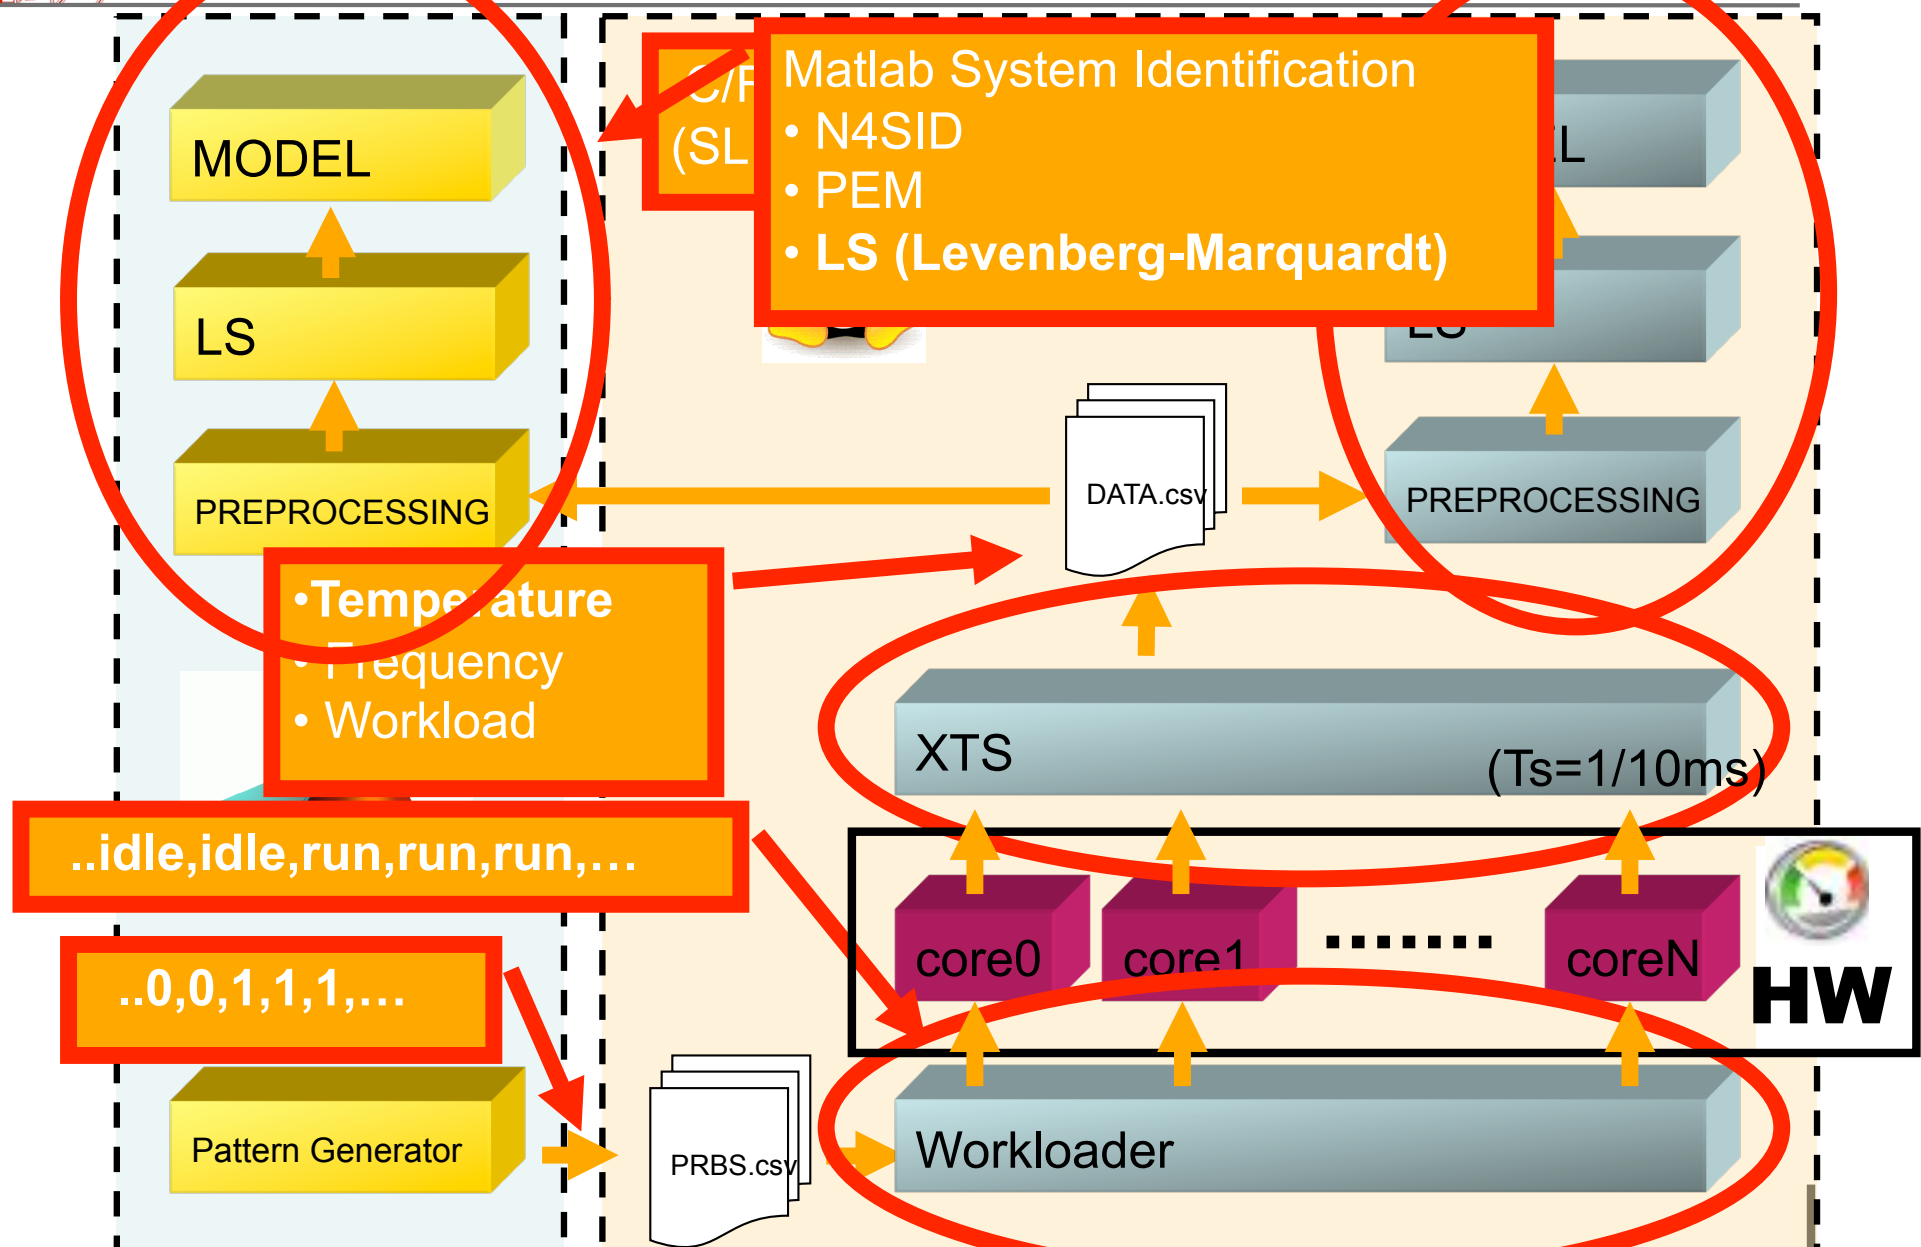 MODEL
C/F
(SL
Matlab System Identification
• N4SID
• PEM
• LS (Levenberg-Marquardt)
L
LS
LS
PREPROCESSING
DATA.csv
PREPROCESSING
•Temperature
• Frequency
• Workload
XTS
(Ts=1/10ms)
..idle,idle,run,run,run,…
core0
core1
coreN
HW
..0,0,1,1,1,…
Pattern Generator
PRBS.csv
Workloader